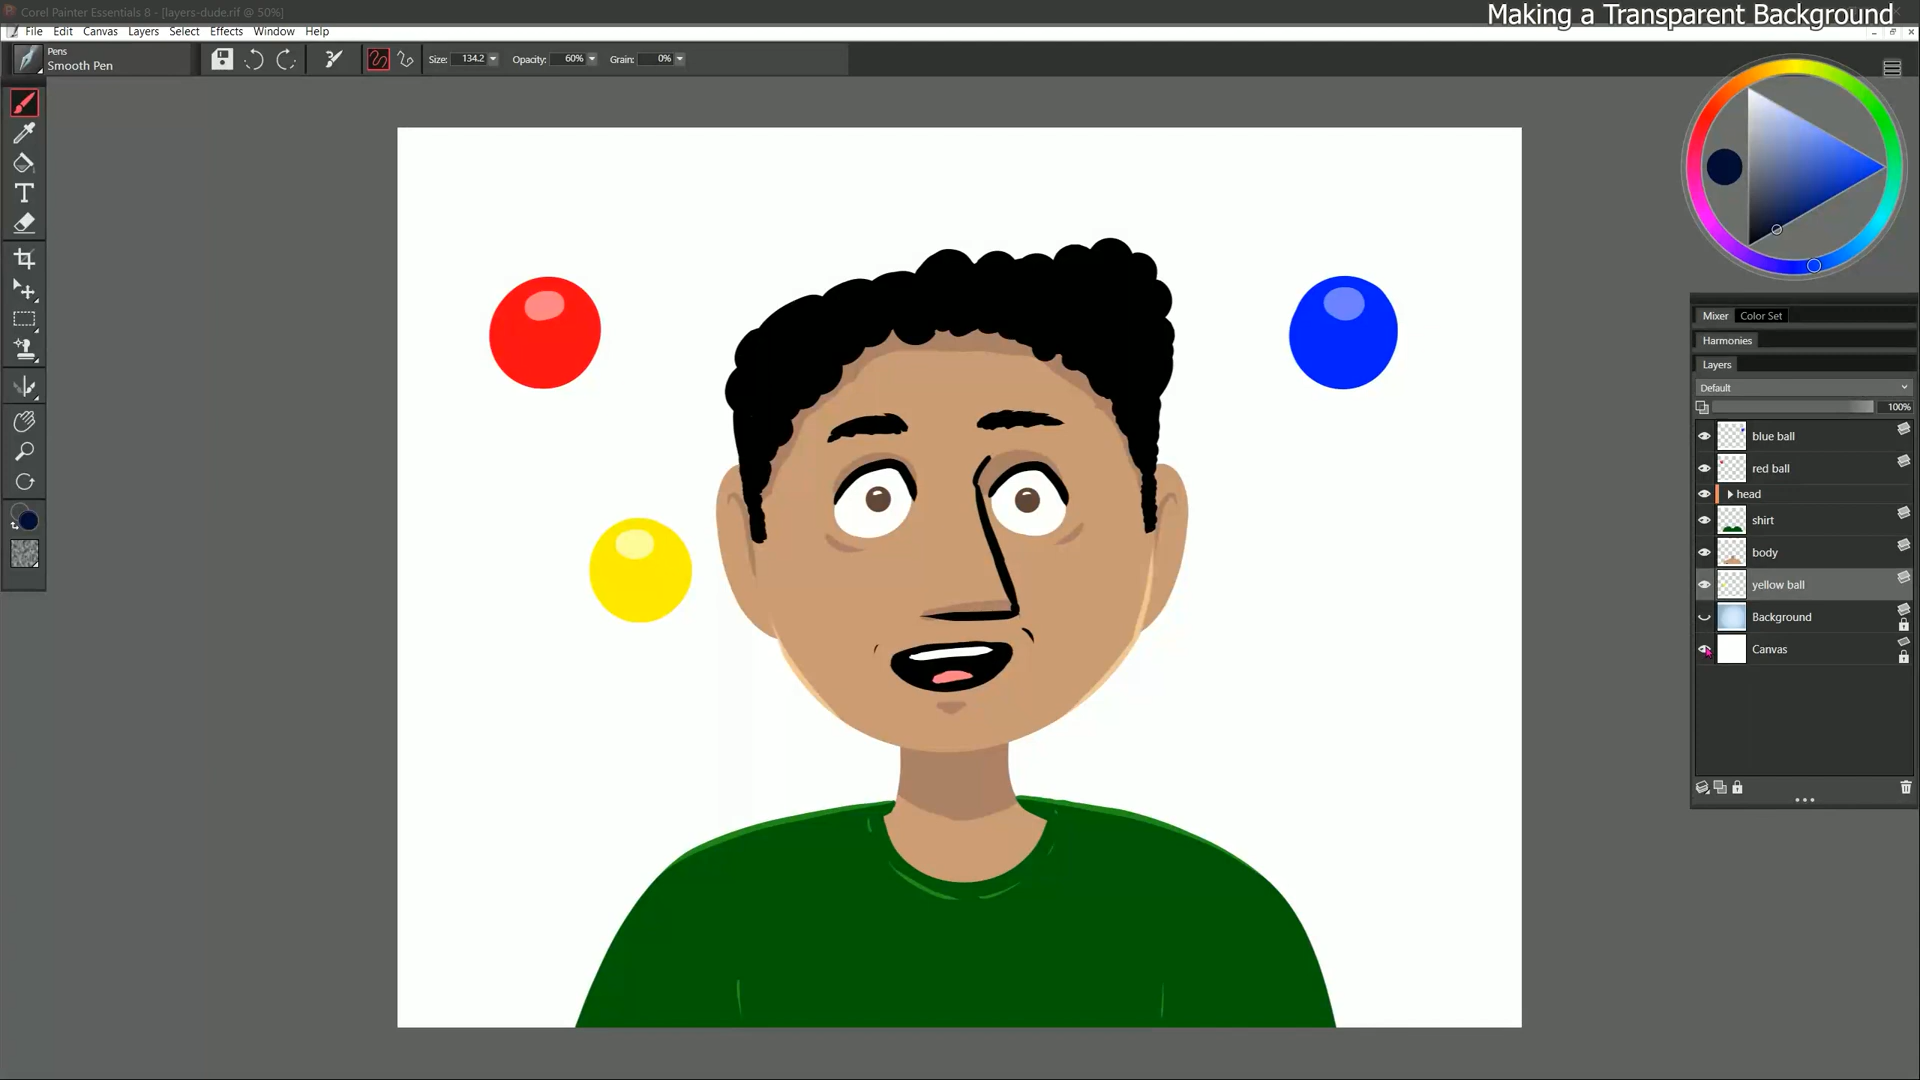 Corel Painter Essentials 8 - [layers-dude.rif @ 50%]
Making a Transparent Background
File Edit Canvas Layers Select Effects Window Help
Pens
Smooth Pen
Size: 134.2 Opacity: 60% Grain: 0%
T
Mixer Color Set
Harmonies
Layers
Default
100%
blue ball
red ball
head
shirt
body
yellow ball
Background
Canvas